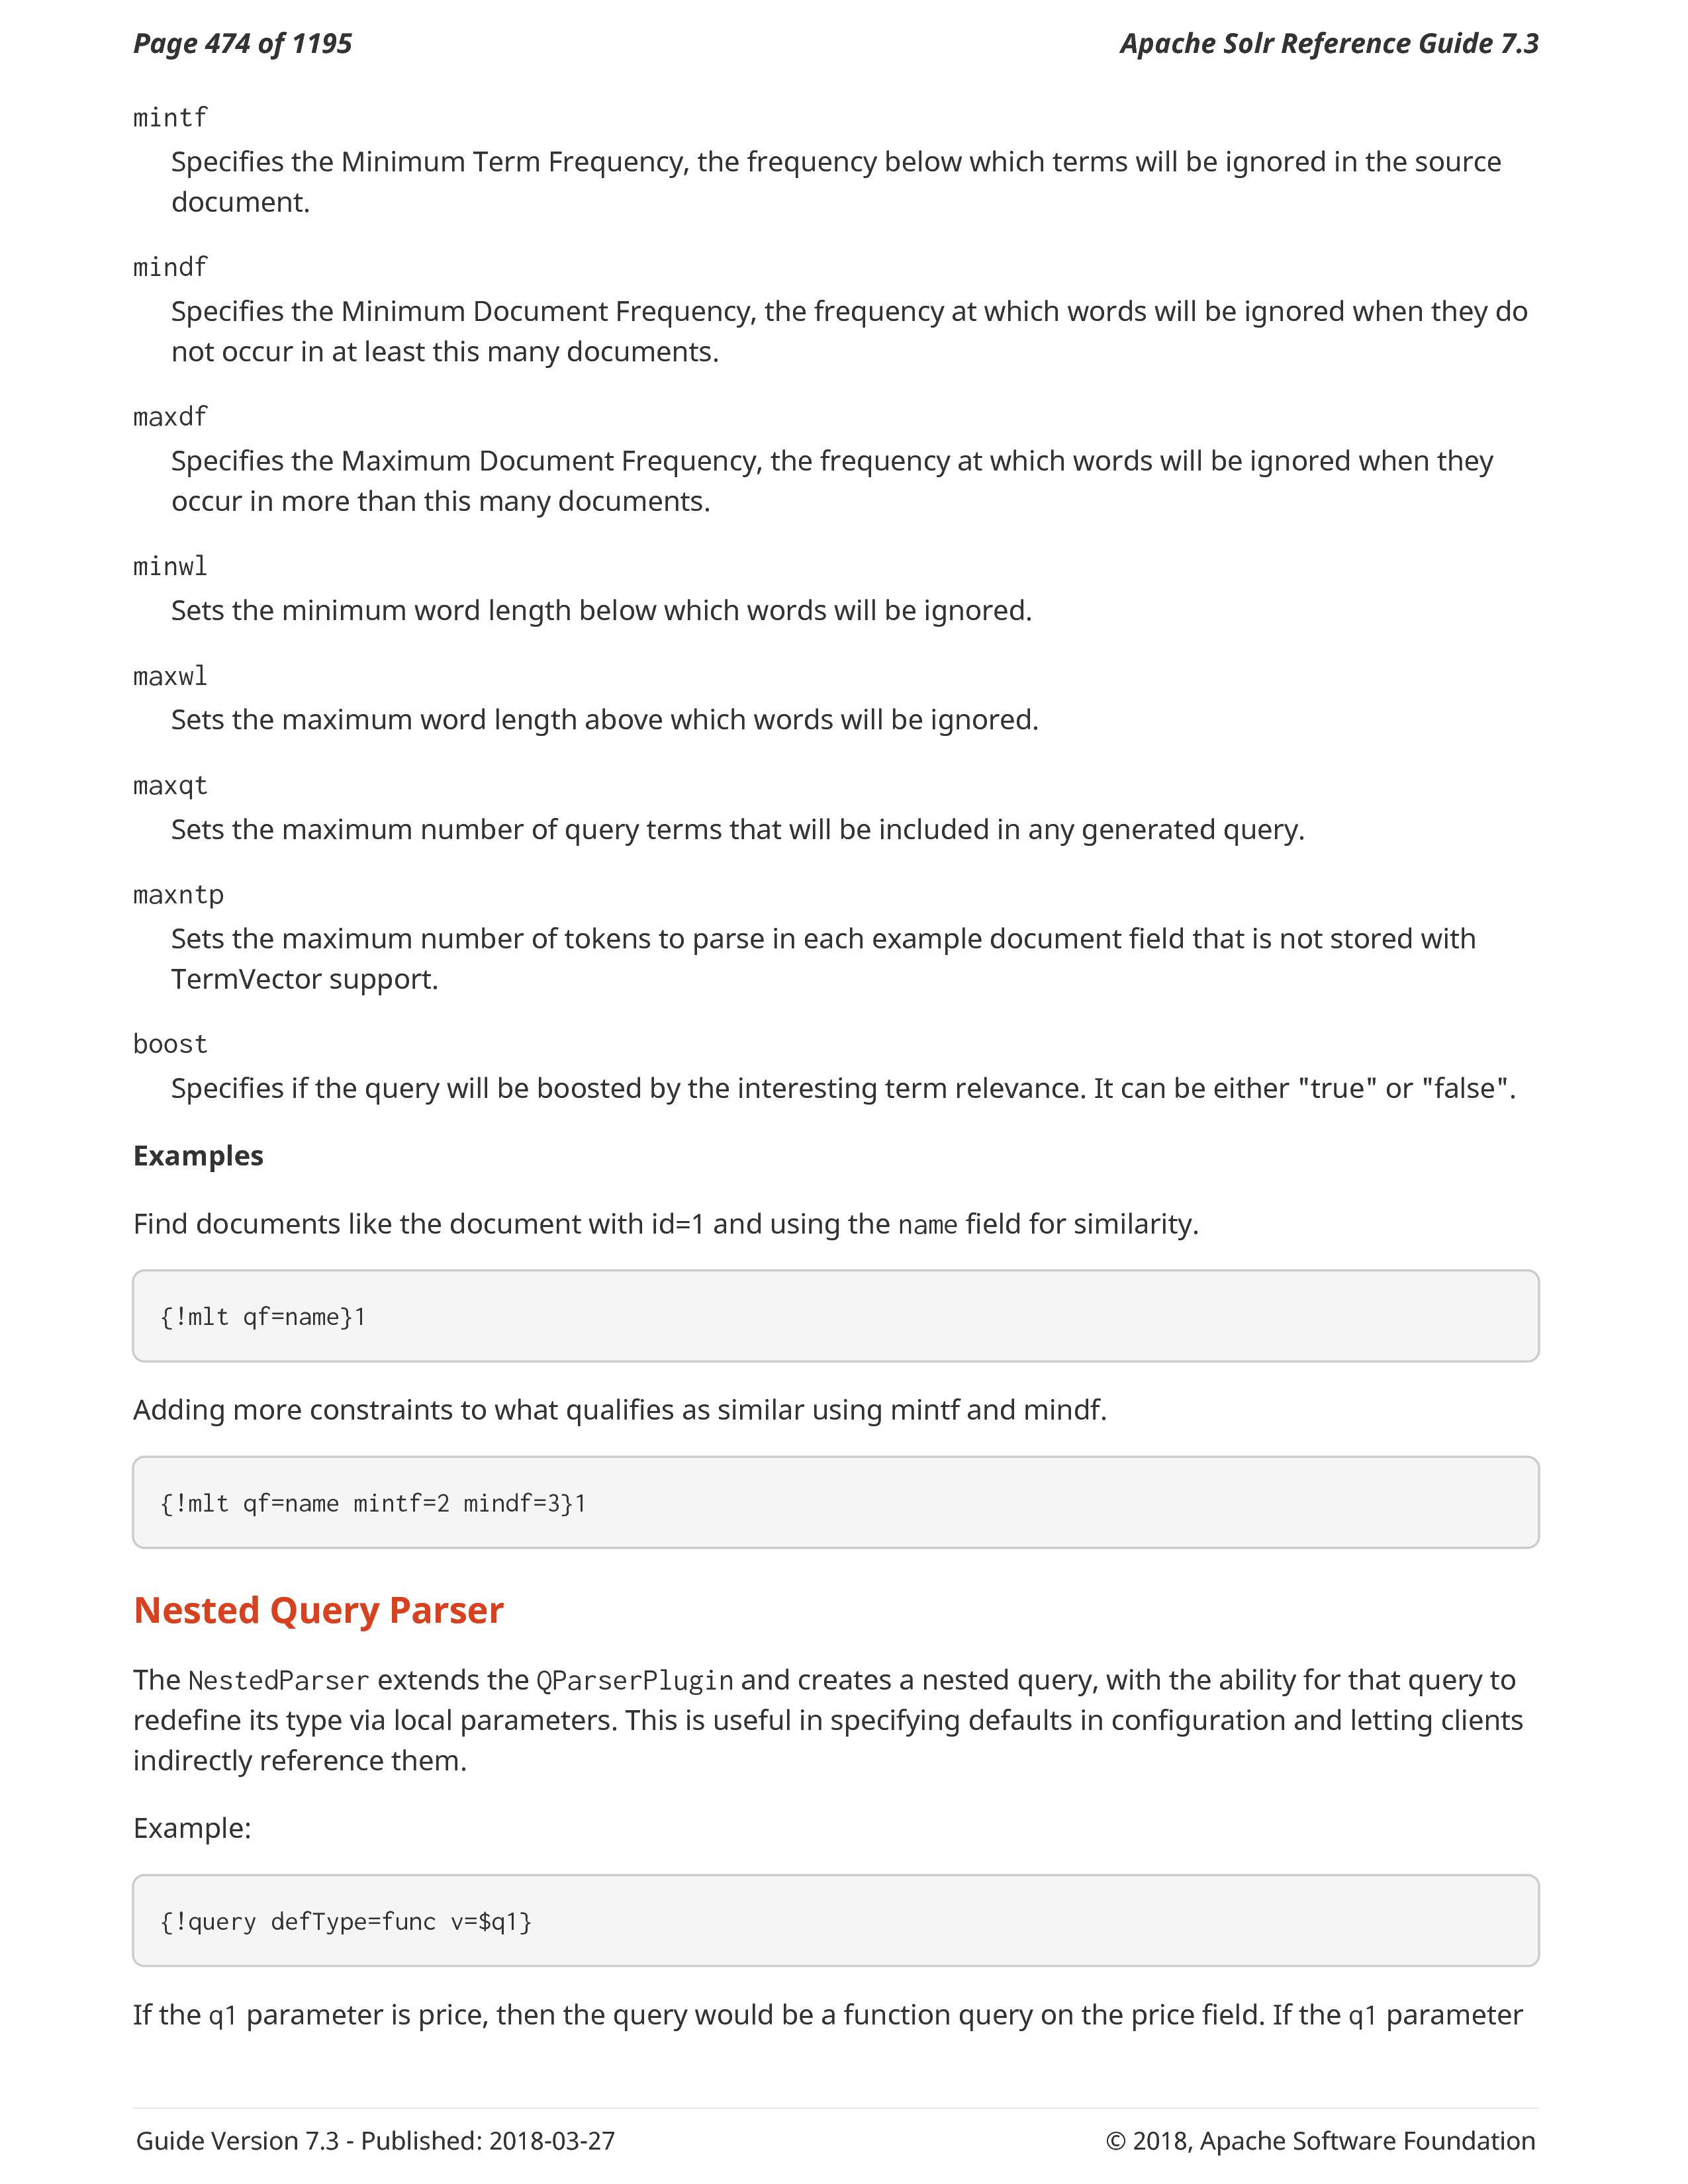 Page 474 of 1195
Apache Solr Reference Guide 7.3
mintf
Specifies the Minimum Term Frequency, the frequency below which terms will be ignored in the source
document.
mindf
Specifies the Minimum Document Frequency, the frequency at which words will be ignored when they do
not occur in at least this many documents.
maxdf
Specifies the Maximum Document Frequency, the frequency at which words will be ignored when they
occur in more than this many documents.
minwl
Sets the minimum word length below which words will be ignored.
maxwl
Sets the maximum word length above which words will be ignored.
maxqt
Sets the maximum number of query terms that will be included in any generated query.
maxntp
Sets the maximum number of tokens to parse in each example document field that is not stored with
TermVector support.
boost
Specifies if the query will be boosted by the interesting term relevance. It can be either "true" or "false".
Examples
Find documents like the document with id=1 and using the name field for similarity.
{!mlt qf=name}1
Adding more constraints to what qualifies as similar using mintf and mindf.
{!mlt qf=name mintf=2 mindf=3}1
Nested Query Parser
The NestedParser extends the QParserPlugin and creates a nested query, with the ability for that query to
redefine its type via local parameters. This is useful in specifying defaults in configuration and letting clients
indirectly reference them.
Example:
{!query defType=func v=$q1}
If the q1 parameter is price, then the query would be a function query on the price field. If the q1 parameter
Guide Version 7.3 - Published: 2018-03-27
© 2018, Apache Software Foundation